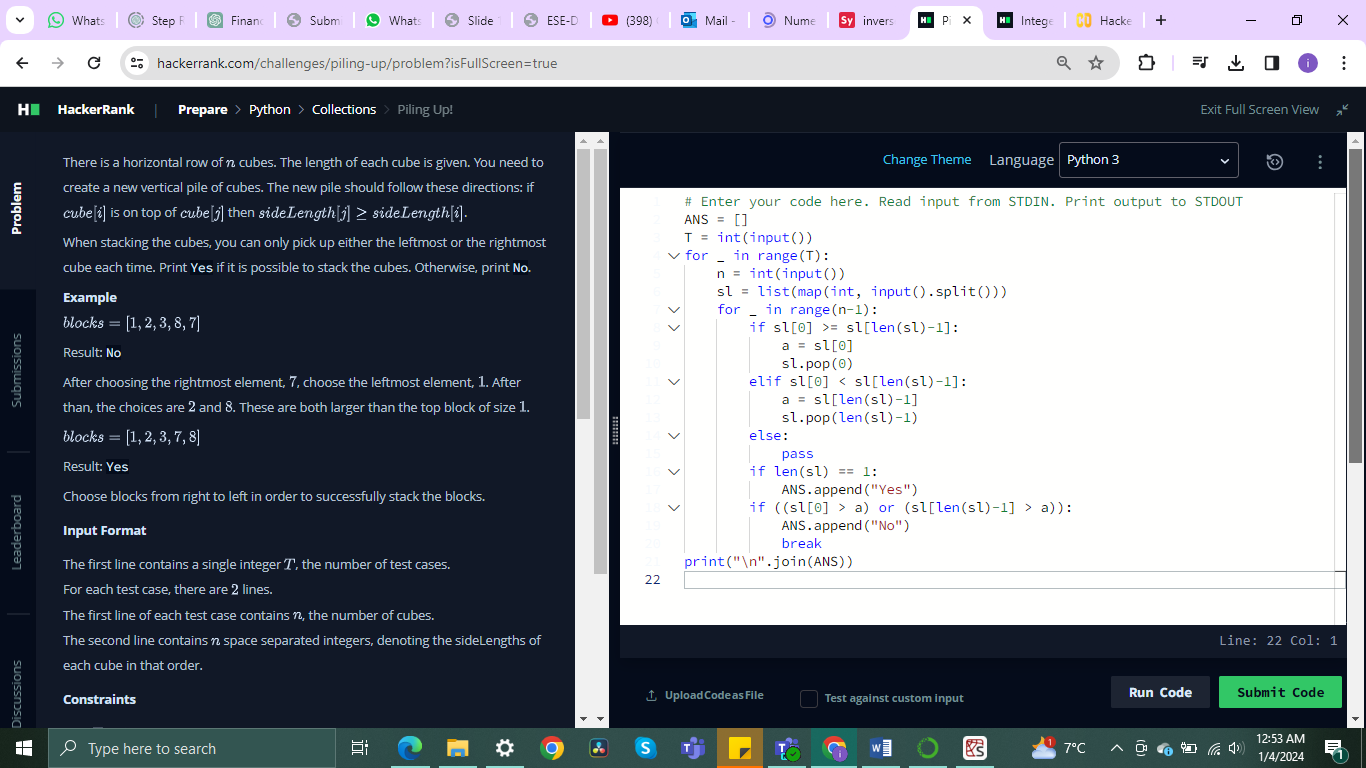 Whats
Step F
Financ
Subm
Whats
Slide
ESE-D
(398)
Mail -
Nume
Sy invers
Pi
Intege
Hacke
hackerrank.com/challenges/piling-up/problem?isFullScreen=true
HackerRank | Prepare > Python > Collections > Piling Up!
Exit Full Screen View
Problem
Submissions
Leaderboard
Discussions
There is a horizontal row of n cubes. The length of each cube is given. You need to
create a new vertical pile of cubes. The new pile should follow these directions: if
cube[i] is on top of cube[j] then sideLength[j] ≥ sideLength[i].
When stacking the cubes, you can only pick up either the leftmost or the rightmost
cube each time. Print Yes if it is possible to stack the cubes. Otherwise, print No.
Example
blocks = [1, 2, 3, 8, 7]
Result: No
After choosing the rightmost element, 7, choose the leftmost element, 1. After
than, the choices are 2 and 8. These are both larger than the top block of size 1.
blocks = [1, 2, 3, 7, 8]
Result: Yes
Choose blocks from right to left in order to successfully stack the blocks.
Input Format
The first line contains a single integer T, the number of test cases.
For each test case, there are 2 lines.
The first line of each test case contains n, the number of cubes.
The second line contains n space separated integers, denoting the sideLengths of
each cube in that order.
Constraints
Change Theme Language Python 3
# Enter your code here. Read input from STDIN. Print output to STDOUT
ANS = []
T = int(input())
for _ in range(T):
    n = int(input())
    sl = list(map(int, input().split()))
    for _ in range(n-1):
        if sl[0] >= sl[len(sl)-1]:
            a = sl[0]
            sl.pop(0)
        elif sl[0] < sl[len(sl)-1]:
            a = sl[len(sl)-1]
            sl.pop(len(sl)-1)
        else:
            pass
        if len(sl) == 1:
            ANS.append("Yes")
        if ((sl[0] > a) or (sl[len(sl)-1] > a)):
            ANS.append("No")
            break
print("\n".join(ANS))
22
Line: 22 Col: 1
Upload Code as File
Test against custom input
Run Code
Submit Code
Type here to search
7°C
12:53 AM
1/4/2024